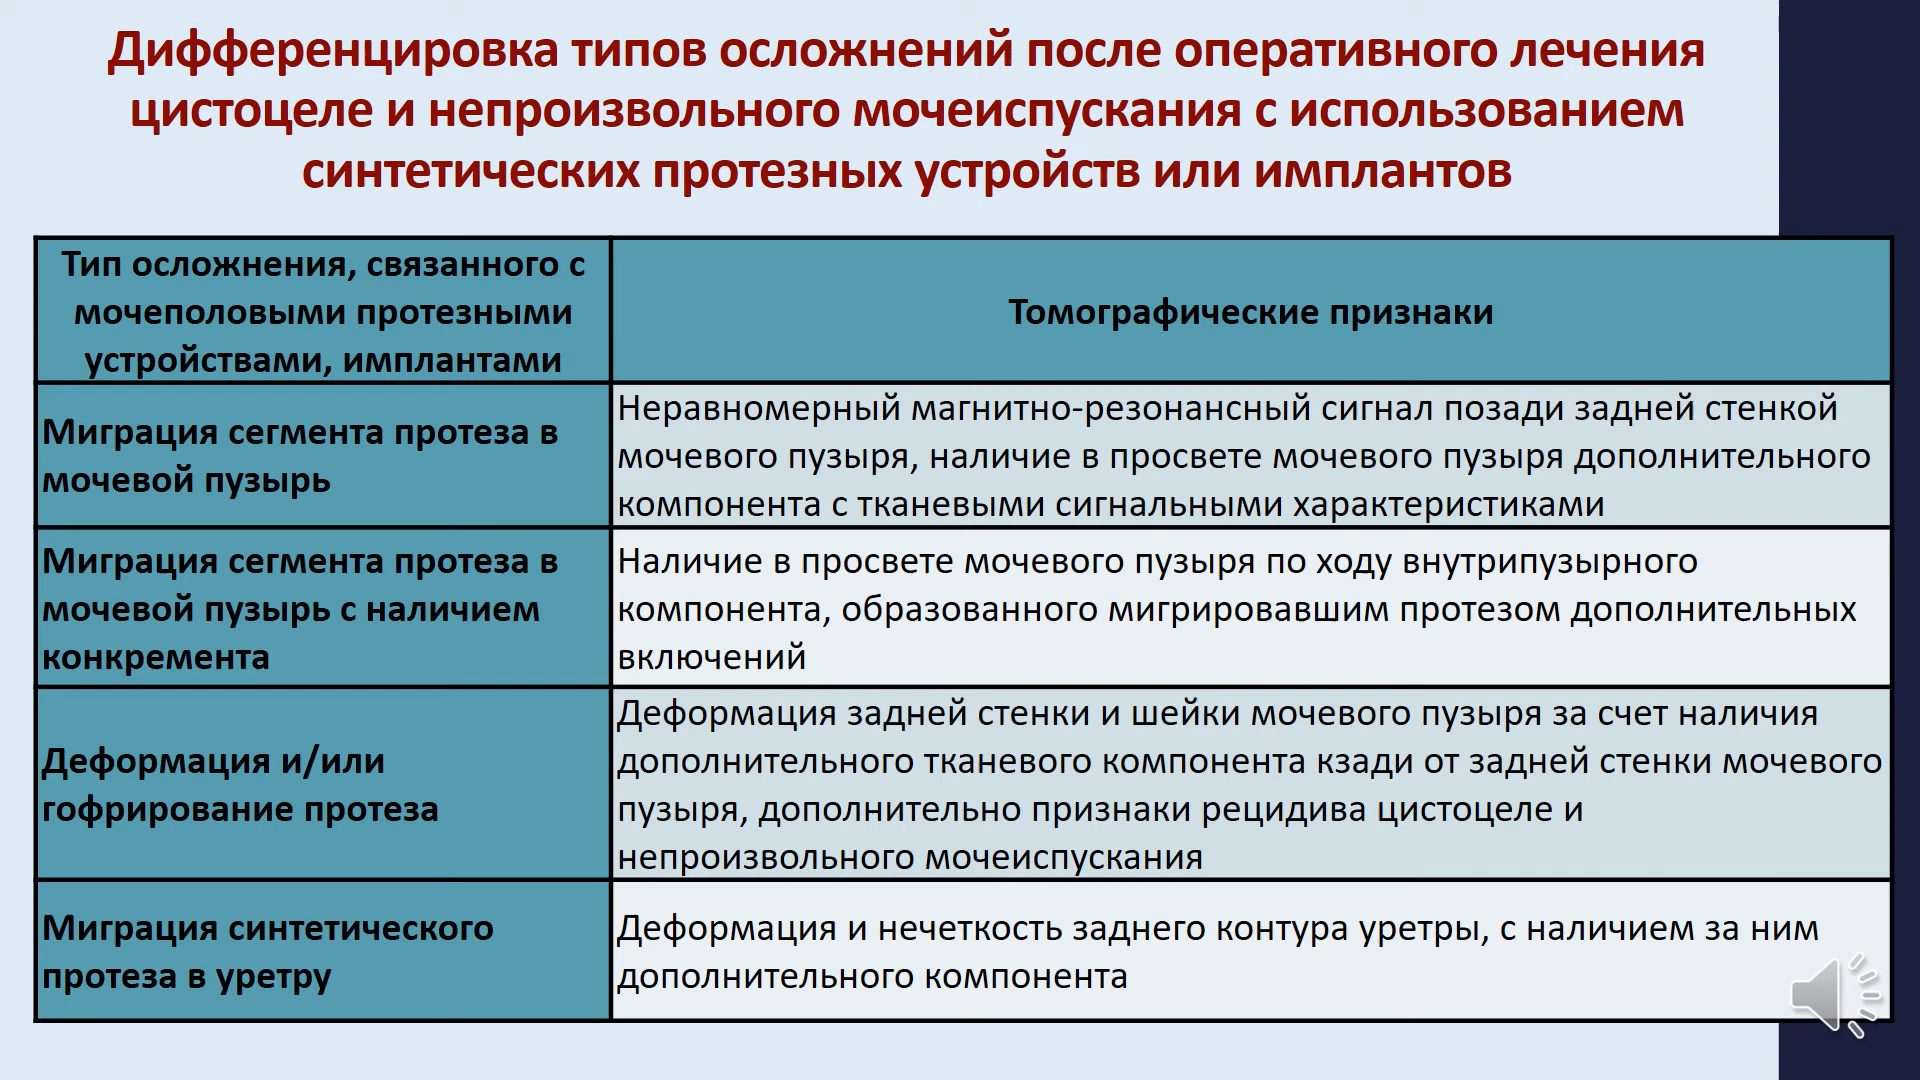 Дифференцировка типов осложнений после оперативного лечения
цистоцеле и непроизвольного мочеиспускания с использованием
синтетических протезных устройств или имплантов
Тип осложнения, связанного с
мочеполовыми протезными
устройствами, имплантами
Томографические признаки
Миграция сегмента протеза в
мочевой пузырь
Неравномерный магнитно-резонансный сигнал позади задней стенкой
мочевого пузыря, наличие в просвете мочевого пузыря дополнительного
компонента с тканевыми сигнальными характеристиками
Миграция сегмента протеза в
мочевой пузырь с наличием
конкремента
Наличие в просвете мочевого пузыря по ходу внутрипузырного
компонента, образованного мигрировавшим протезом дополнительных
включений
Деформация и/или
гофрирование протеза
Деформация задней стенки и шейки мочевого пузыря за счет наличия
дополнительного тканевого компонента кзади от задней стенки мочевого
пузыря, дополнительно признаки рецидива цистоцеле и
непроизвольного мочеиспускания
Миграция синтетического
протеза в уретру
Деформация и нечеткость заднего контура уретры, с наличием за ним
дополнительного компонента